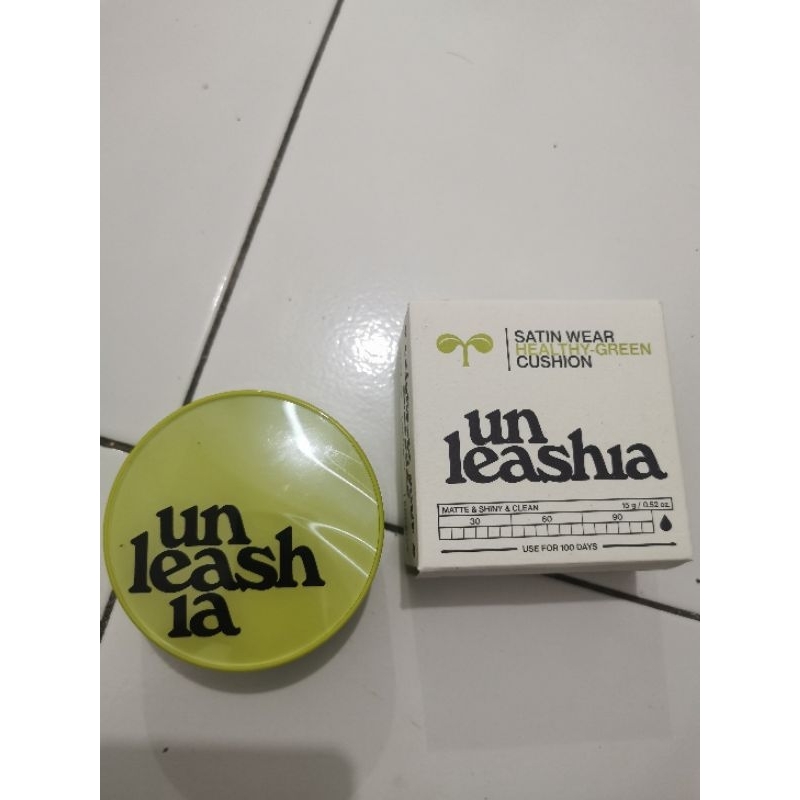 SATIN WEAR
HEALTHY-GREEN
CUSHION
un
leashia
MATTE & SHINY & CLEAN 15 g / 0.52 oz.
30 60 90
USE FOR 100 DAYS
un
leash
ia